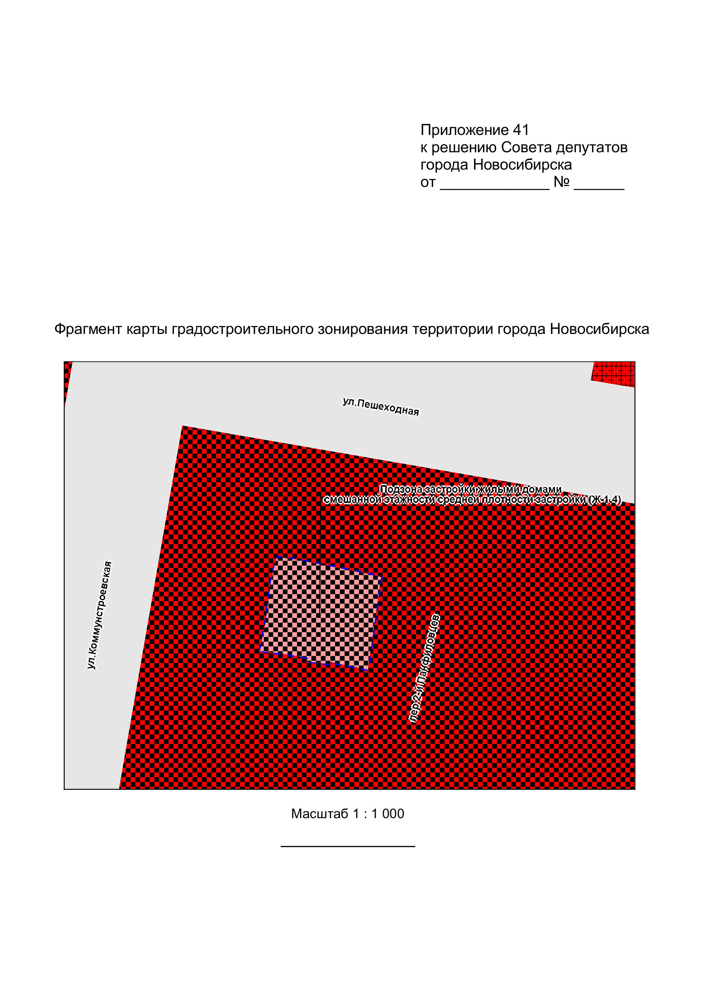 Приложение 41
к решению Совета депутатов
города Новосибирска
от _____________ № ______
Фрагмент карты градостроительного зонирования территории города Новосибирска
ул.Пешеходная
Подзона застройки жилыми домами
смешанной этажности средней плотности застройки (Ж-1.4)
ул.Коммунстроевская
пер.2-й Панфиловцев
Масштаб 1 : 1 000